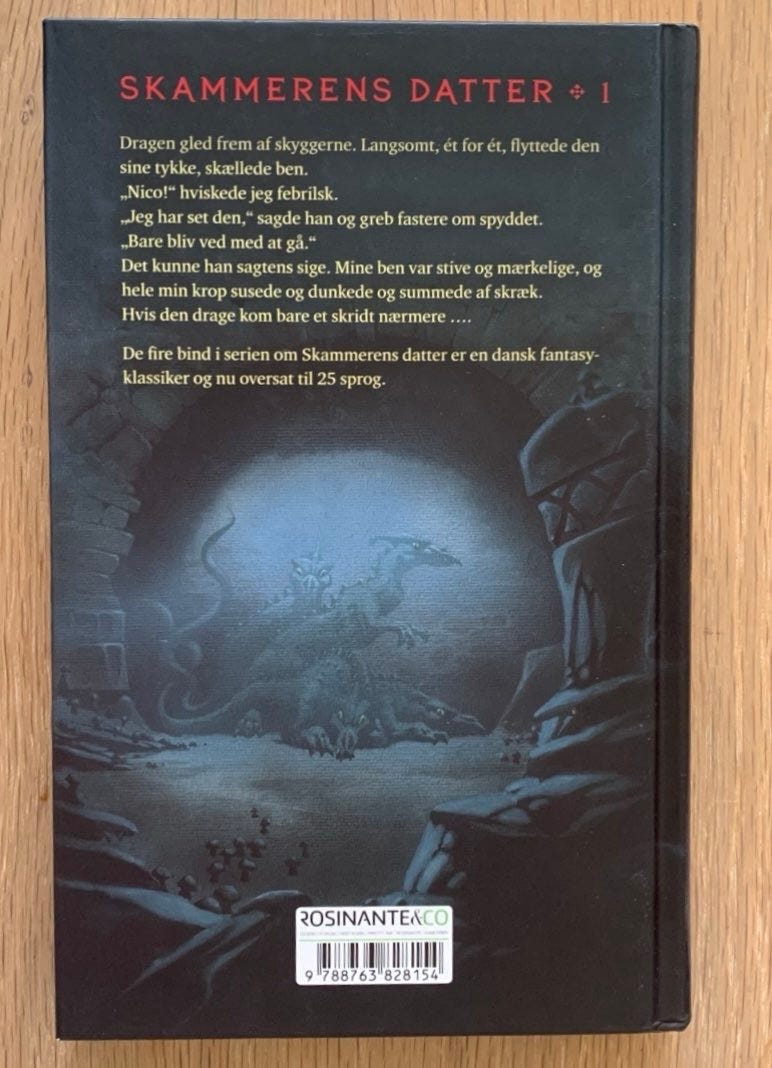 SKAMMERENS DATTER 1
Dragen gled frem af skyggerne. Langsomt, ét for ét, flyttede den
sine tykke, skællede ben.
„Nico!“ hviskede jeg febrilsk.
„Jeg har set den,“ sagde han og greb fastere om spyddet.
„Bare bliv ved med at gå.“
Det kunne han sagtens sige. Mine ben var stive og mærkelige, og
hele min krop susede og dunkede og summede af skræk.
Hvis den drage kom bare et skridt nærmere ....
De fire bind i serien om Skammerens datter er en dansk fantasy-
klassiker og nu oversat til 25 sprog.
ROSINANTE&CO
9 788763 828154